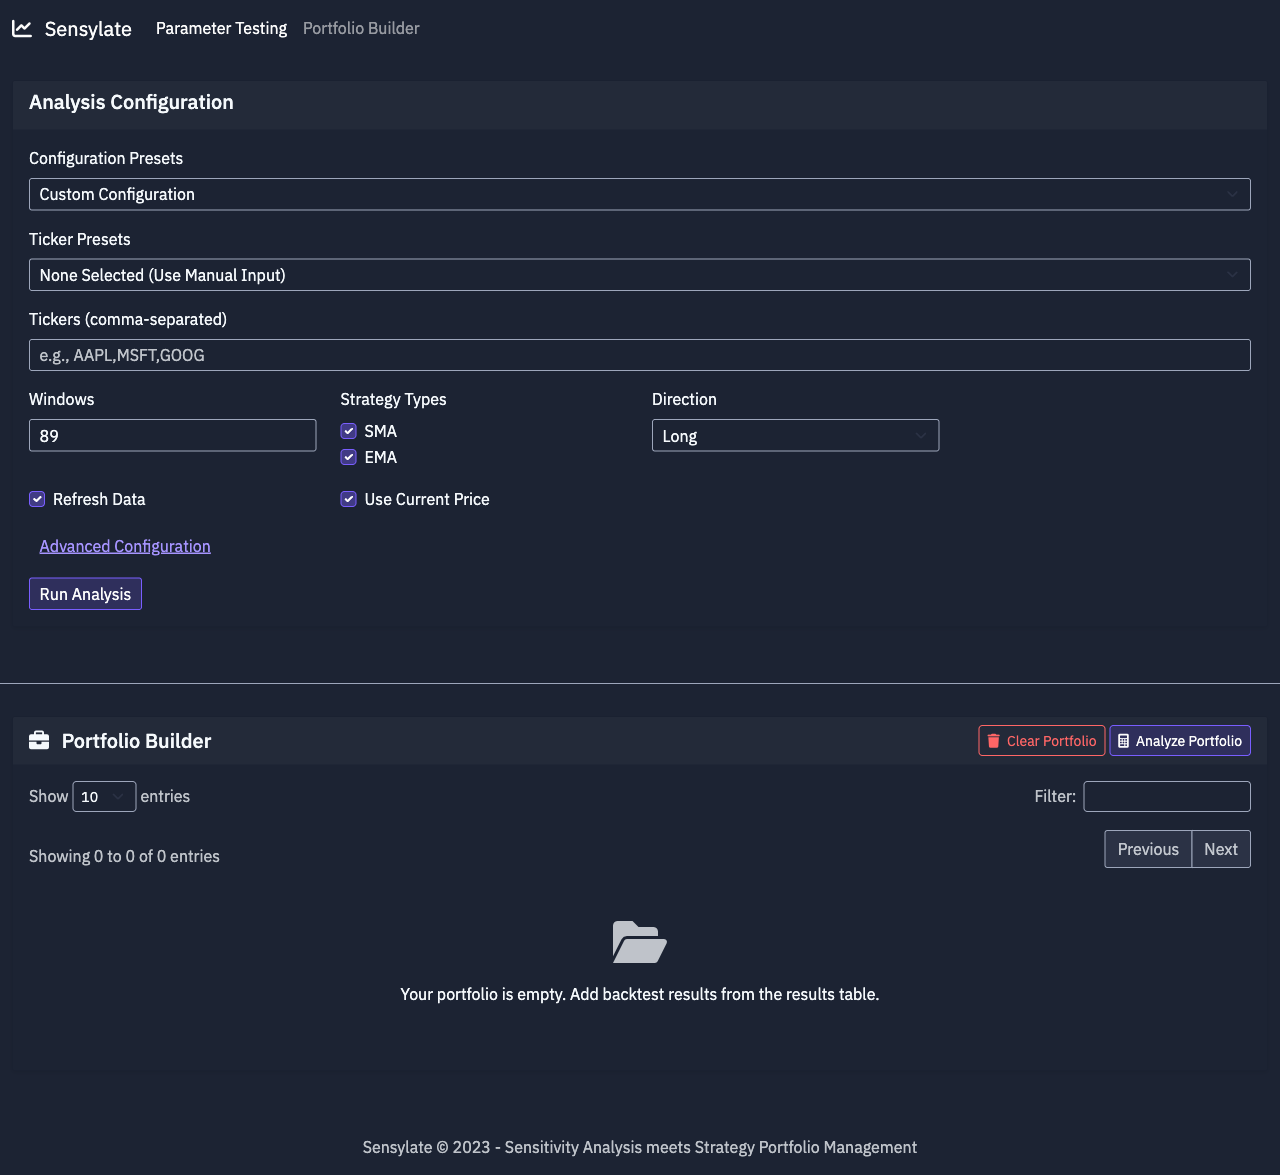 Sensylate Parameter Testing Portfolio Builder
Analysis Configuration
Configuration Presets
Custom Configuration
Ticker Presets
None Selected (Use Manual Input)
Tickers (comma-separated)
e.g., AAPL,MSFT,GOOG
Windows Strategy Types Direction
89 SMA Long
EMA
Refresh Data Use Current Price
Advanced Configuration
Run Analysis
Portfolio Builder Clear Portfolio Analyze Portfolio
Show 10 entries Filter:
Showing 0 to 0 of 0 entries Previous Next
Your portfolio is empty. Add backtest results from the results table.
Sensylate © 2023 - Sensitivity Analysis meets Strategy Portfolio Management